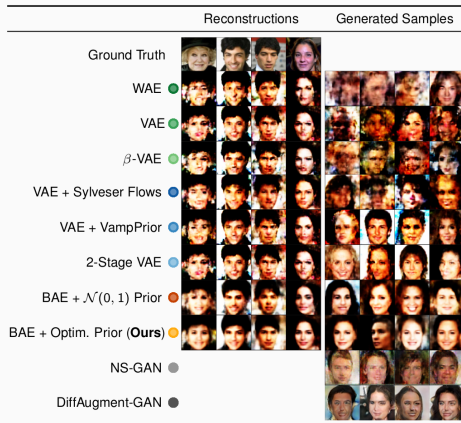 Reconstructions Generated Samples
Ground Truth
WAE
VAE
β-VAE
VAE + Sylveser Flows
VAE + VampPrior
2-Stage VAE
BAE + 𝒩(0, 1) Prior
BAE + Optim. Prior (Ours)
NS-GAN
DiffAugment-GAN